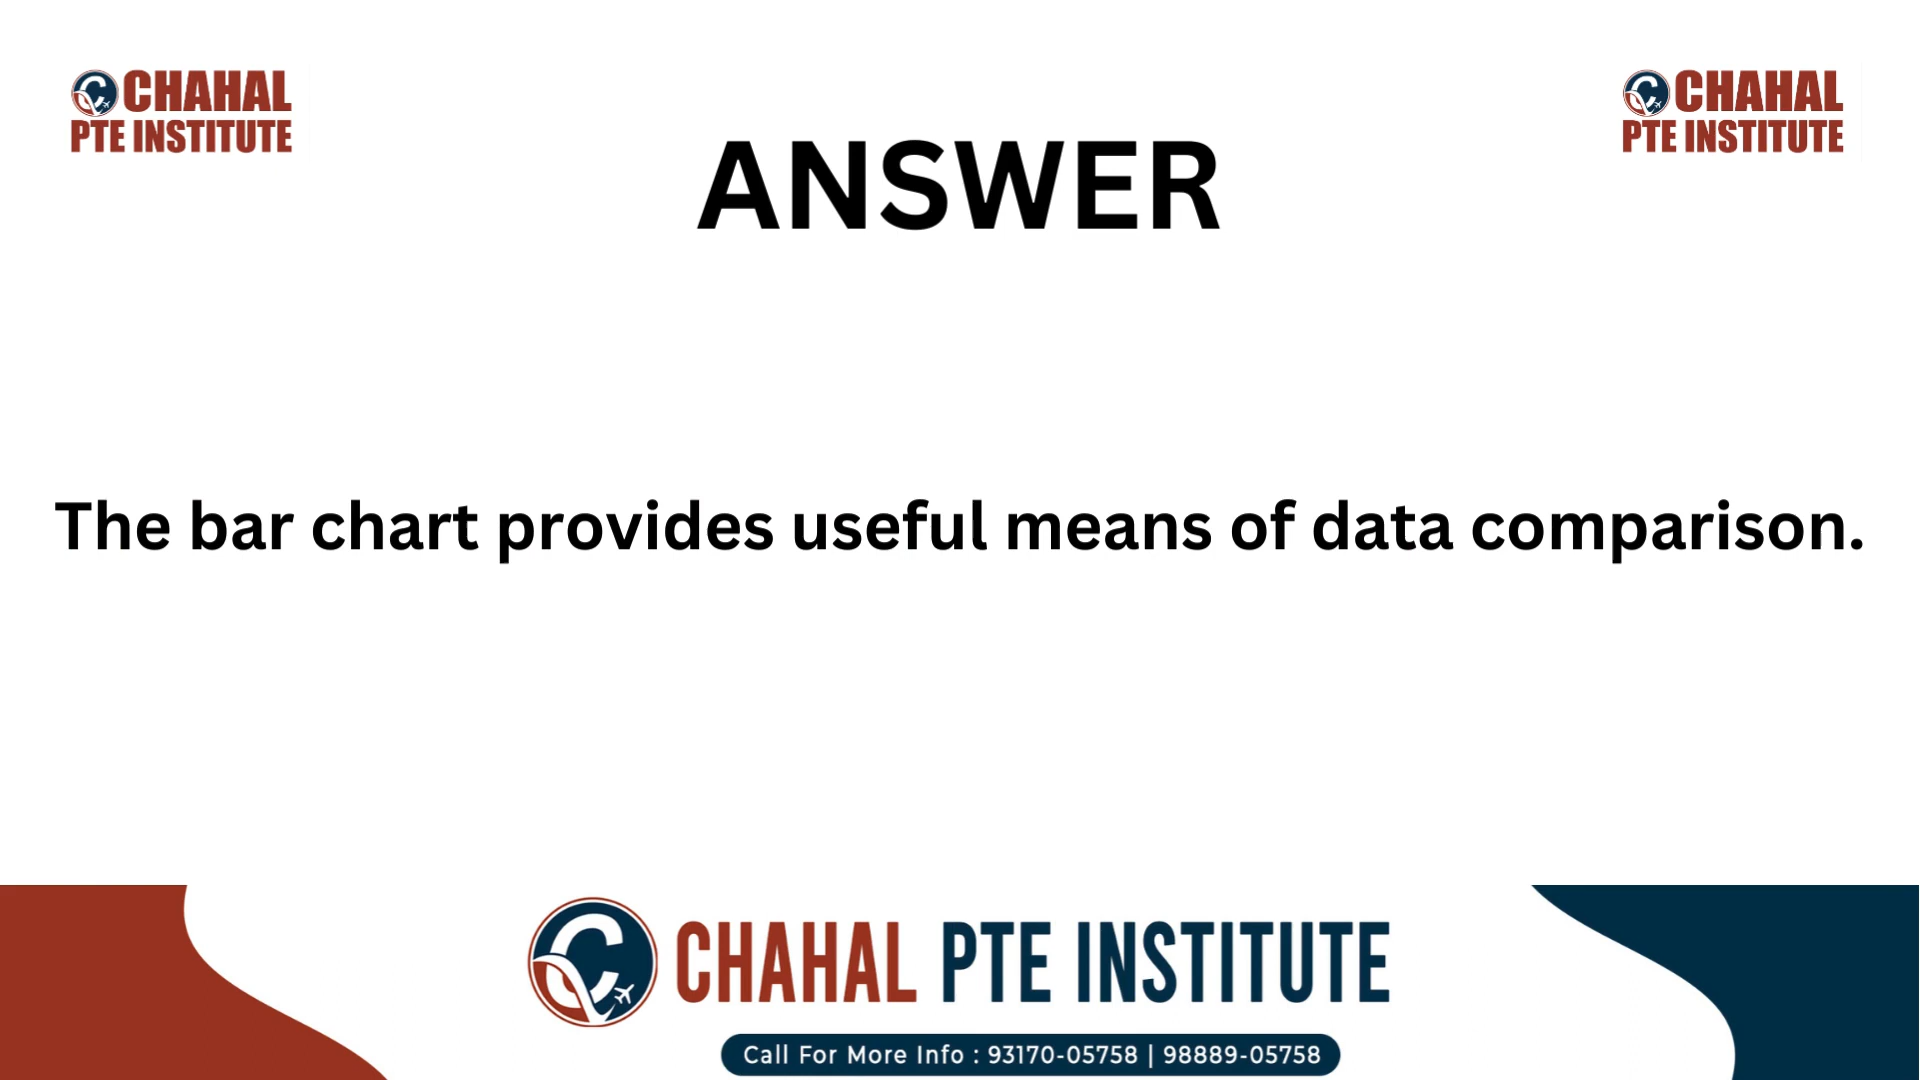 CHAHAL
PTE INSTITUTE
CHAHAL
PTE INSTITUTE
ANSWER
The bar chart provides useful means of data comparison.
CHAHAL PTE INSTITUTE
Call For More Info : 93170-05758 | 98889-05758